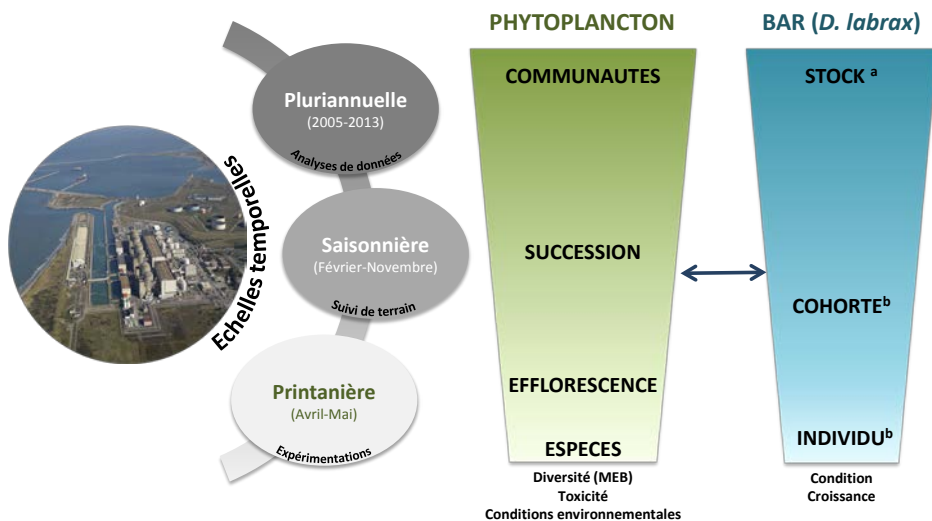 Echelles temporelles
Pluriannuelle
(2005-2013)
Analyses de données
Saisonnière
(Février-Novembre)
Suivi de terrain
Printanière
(Avril-Mai)
Expérimentations
PHYTOPLANCTON
COMMUNAUTES
SUCCESSION
EFFLORESCENCE
ESPECES
Diversité (MEB)
Toxicité
Conditions environnementales
BAR (D. labrax)
STOCK ᵃ
COHORTEᵇ
INDIVIDUᵇ
Condition
Croissance